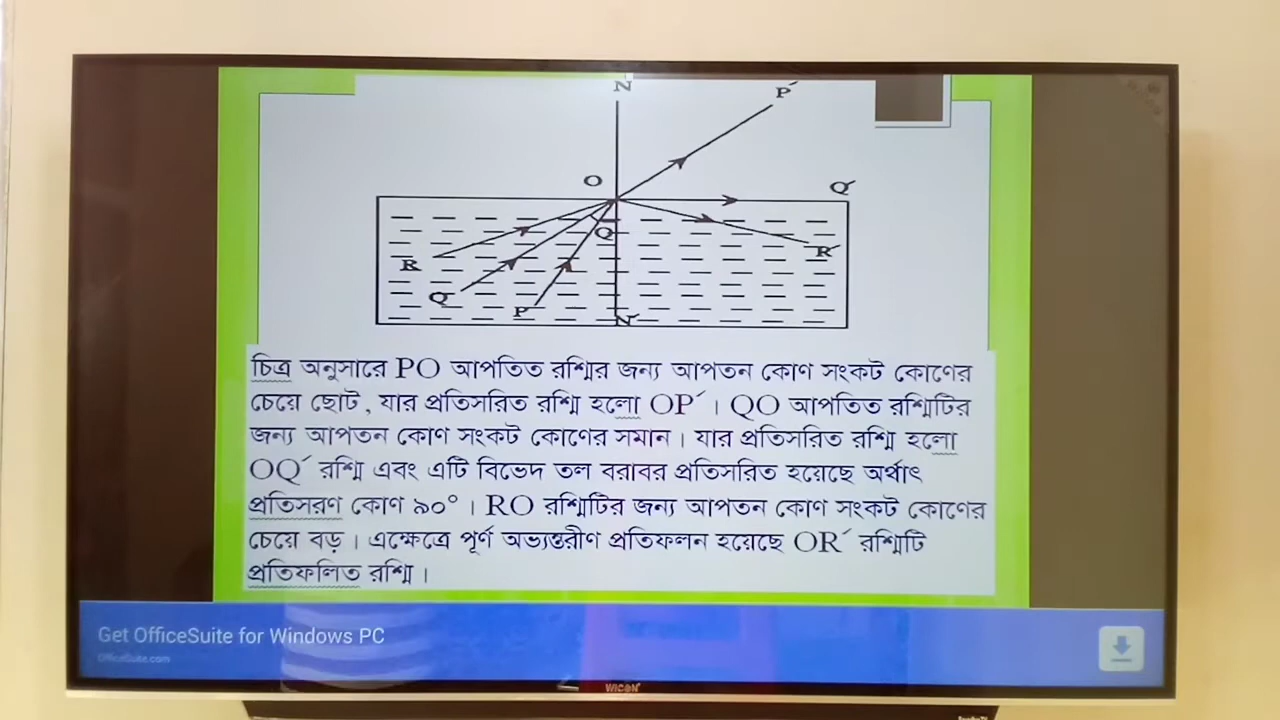 N
P´
O
Q´
Q
R
R´
Q
P
N´
চিত্র অনুসারে PO আপতিত রশ্মির জন্য আপতন কোণ সংকট কোণের
চেয়ে ছোট, যার প্রতিসরিত রশ্মি হলো OP´। QO আপতিত রশ্মিটির
জন্য আপতন কোণ সংকট কোণের সমান। যার প্রতিসরিত রশ্মি হলো
OQ´ রশ্মি এবং এটি বিভেদ তল বরাবর প্রতিসরিত হয়েছে অর্থাৎ
প্রতিসরণ কোণ ৯০°। RO রশ্মিটির জন্য আপতন কোণ সংকট কোণের
চেয়ে বড়। এক্ষেত্রে পূর্ণ অভ্যন্তরীণ প্রতিফলন হয়েছে OR´ রশ্মিটি
প্রতিফলিত রশ্মি।
Get OfficeSuite for Windows PC
OfficeSuite.com
WICON